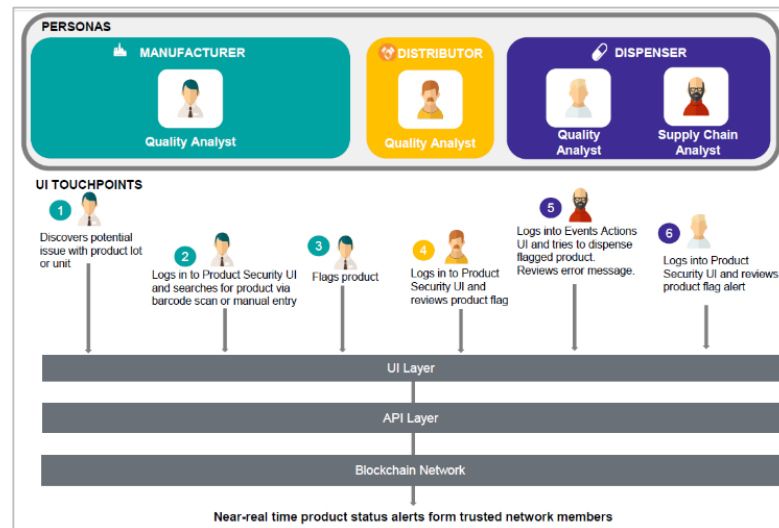 PERSONAS
MANUFACTURER
Quality Analyst
DISTRIBUTOR
Quality Analyst
DISPENSER
Quality
Analyst
Supply Chain
Analyst
UI TOUCHPOINTS
1
Discovers potential
issue with product lot
or unit
2
Logs in to Product Security UI
and searches for product via
barcode scan or manual entry
3
Flags product
4
Logs in to Product
Security UI and
reviews product flag
5
Logs into Events Actions
UI and tries to dispense
flagged product.
Reviews error message.
6
Logs into Product
Security UI and reviews
product flag alert
UI Layer
API Layer
Blockchain Network
Near-real time product status alerts form trusted network members